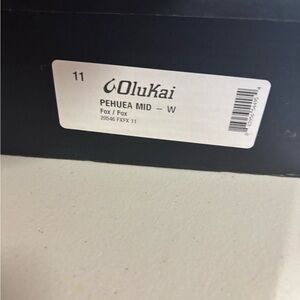 11
OluKai
PEHUEA MID – W
Fox / Fox
20546 FXFX 11